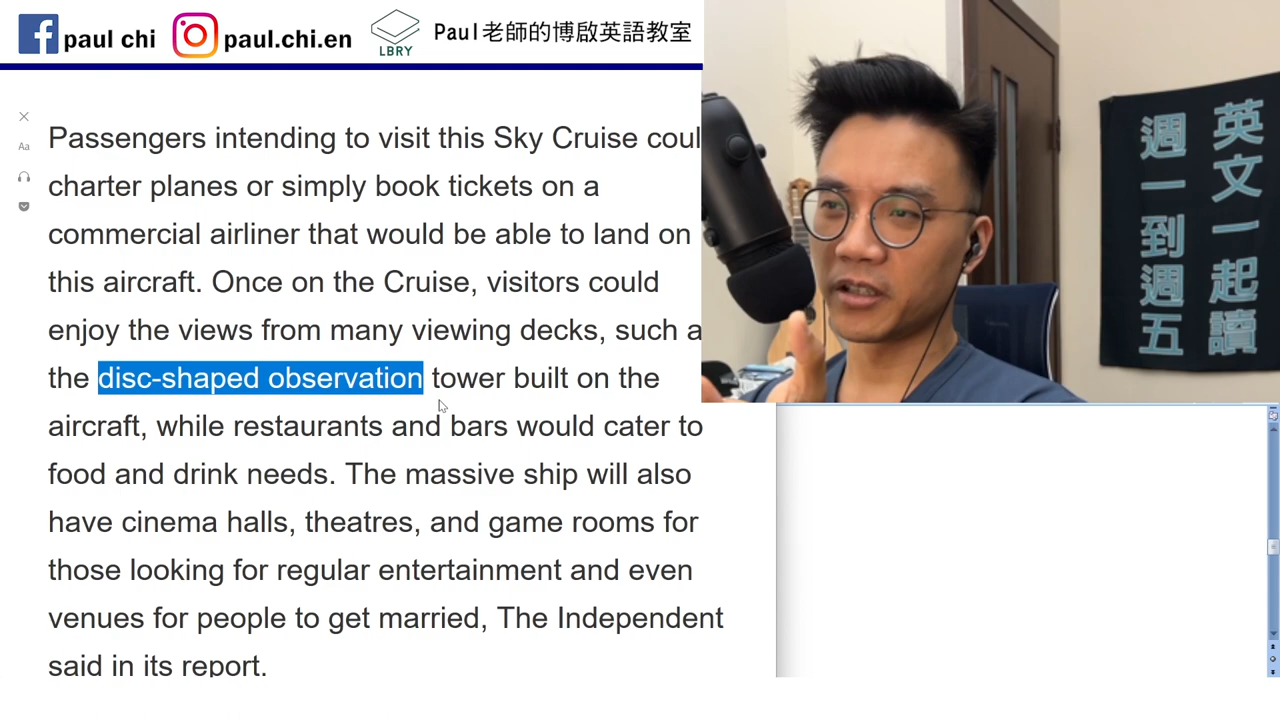 paul chi
paul.chi.en
LBRY
Paul老師的博啟英語教室
Aa
Passengers intending to visit this Sky Cruise coul
charter planes or simply book tickets on a
commercial airliner that would be able to land on
this aircraft. Once on the Cruise, visitors could
enjoy the views from many viewing decks, such a
the disc-shaped observation tower built on the
aircraft, while restaurants and bars would cater to
food and drink needs. The massive ship will also
have cinema halls, theatres, and game rooms for
those looking for regular entertainment and even
venues for people to get married, The Independent
said in its report.
英文一起讀
週一到週五